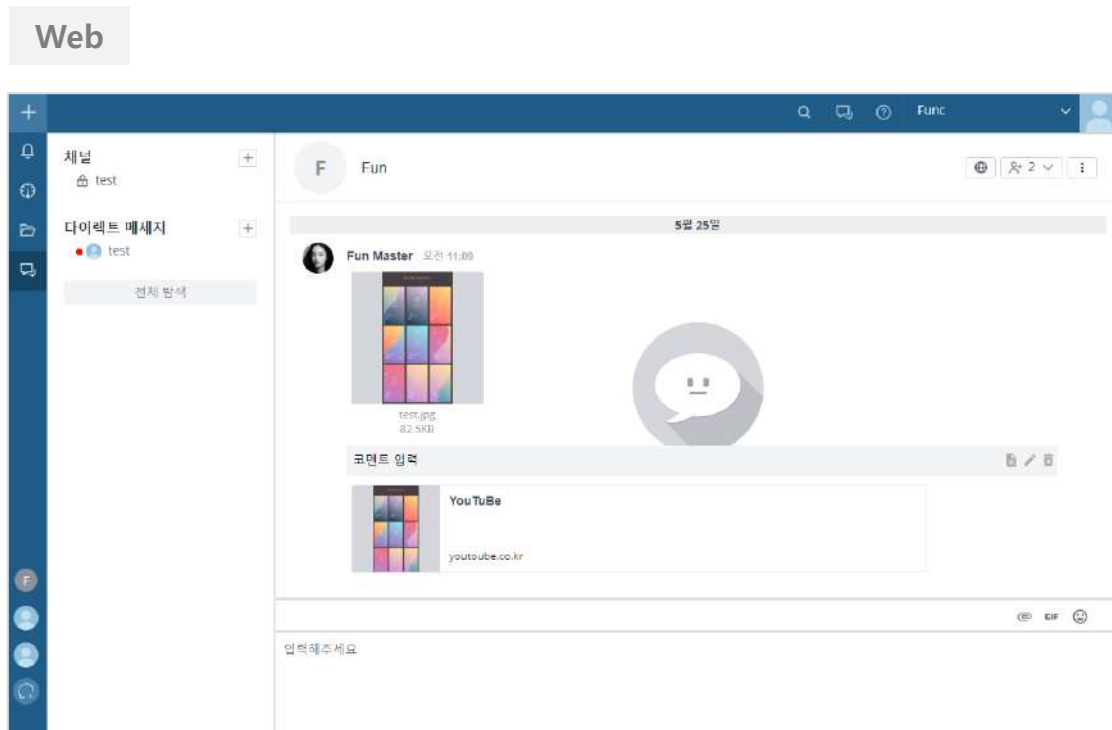 Web
Func
채널
test
다이렉트 메세지
test
전체 탐색
F
Fun
2
5월 25일
Fun Master 오전 11:09
test.jpg
82.5KB
코멘트 입력
YouTuBe
youtoube.co.kr
F
GIF
입력해주세요